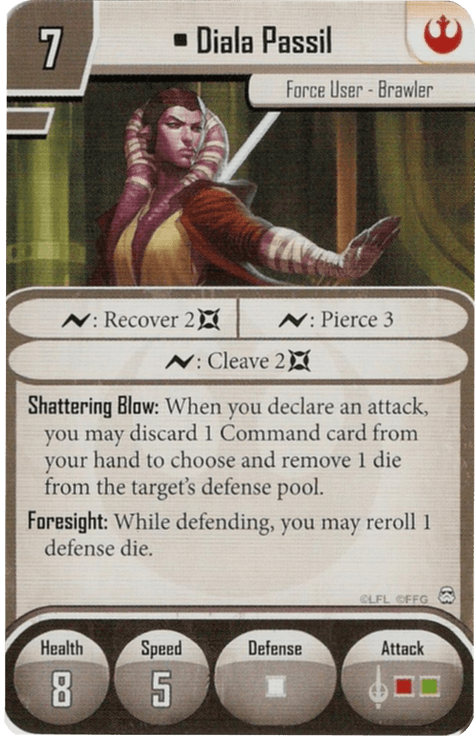 7
▪ Diala Passil
Force User - Brawler
: Recover 2
: Pierce 3
: Cleave 2
Shattering Blow: When you declare an attack,
you may discard 1 Command card from
your hand to choose and remove 1 die
from the target's defense pool.
Foresight: While defending, you may reroll 1
defense die.
©LFL ©FFG
Health
Speed
Defense
Attack
8
5